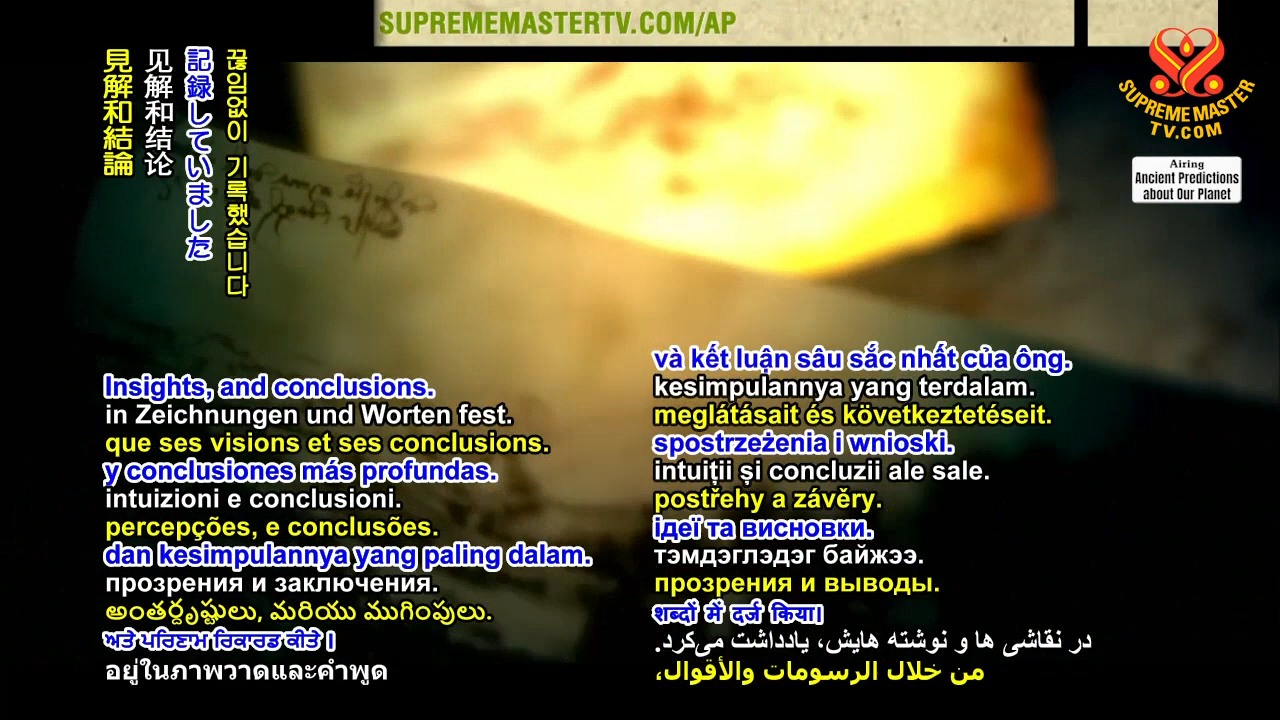 SUPREMEMASTERTV.COM/AP
SUPREME MASTER
TV.COM
Airing
Ancient Predictions
about Our Planet
끊임없이 기록했습니다
記録していました
见解和结论
見解和結論
Insights, and conclusions.
in Zeichnungen und Worten fest.
que ses visions et ses conclusions.
y conclusiones más profundas.
intuizioni e conclusioni.
percepções, e conclusões.
dan kesimpulannya yang paling dalam.
прозрения и заключения.
అంతర్దృష్టులు, మరియు ముగింపులు.
ਅਤੇ ਪਰਿਣਾਮ ਰਿਕਾਰਡ ਕੀਤੇ।
อยู่ในภาพวาดและคำพูด
và kết luận sâu sắc nhất của ông.
kesimpulannya yang terdalam.
meglátásait és következtetéseit.
spostrzeżenia i wnioski.
intuiții și concluzii ale sale.
postřehy a závěry.
ідеї та висновки.
тэмдэглэдэг байжээ.
прозрения и выводы.
शब्दों में दर्ज किया।
در نقاشی ها و نوشته هایش، یادداشت می‌کرد.
من خلال الرسومات والأقوال،